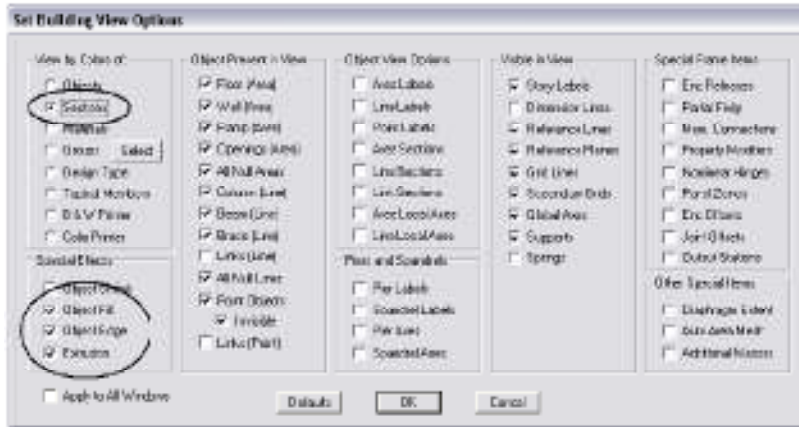 Set Building View Options
View by Colors of:
Objects
Sections
Materials
Groups
Select
Design Type
Typical Members
B & W Printer
Color Printer
Special Effects
Object Shrink
Object Fill
Object Edge
Extrusion
Apply to All Windows
Object Present in View
Floor (Area)
Wall (Area)
Ramp (Area)
Openings (Area)
All Null Areas
Column (Line)
Beam (Line)
Brace (Line)
Links (Line)
All Null Lines
Point Objects
Invisible
Links (Point)
Object View Options
Area Labels
Line Labels
Point Labels
Area Sections
Line Sections
Link Sections
Area Local Axes
Line Local Axes
Piers and Spandrels
Pier Labels
Spandrel Labels
Pier Axes
Spandrel Axes
Visible in View
Story Labels
Dimension Lines
Reference Lines
Reference Planes
Grid Lines
Secondary Grids
Global Axes
Supports
Springs
Special Frame Items
End Releases
Partial Fixity
Mom. Connections
Property Modifiers
Nonlinear Hinges
Panel Zones
End Offsets
Joint Offsets
Output Stations
Other Special Items
Diaphragm Extent
Auto Area Mesh
Additional Masses
Defaults
OK
Cancel